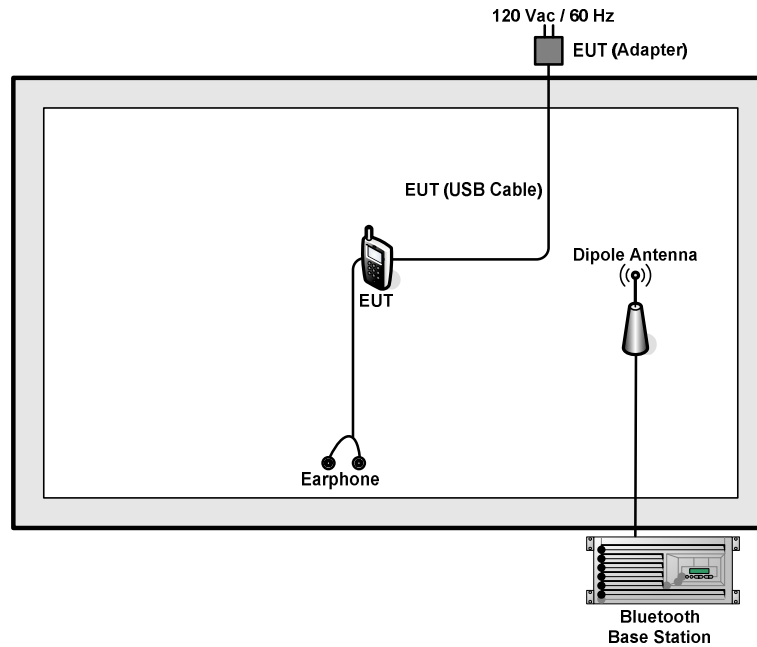 120 Vac / 60 Hz
EUT (Adapter)
EUT (USB Cable)
Dipole Antenna
EUT
Earphone
Bluetooth
Base Station